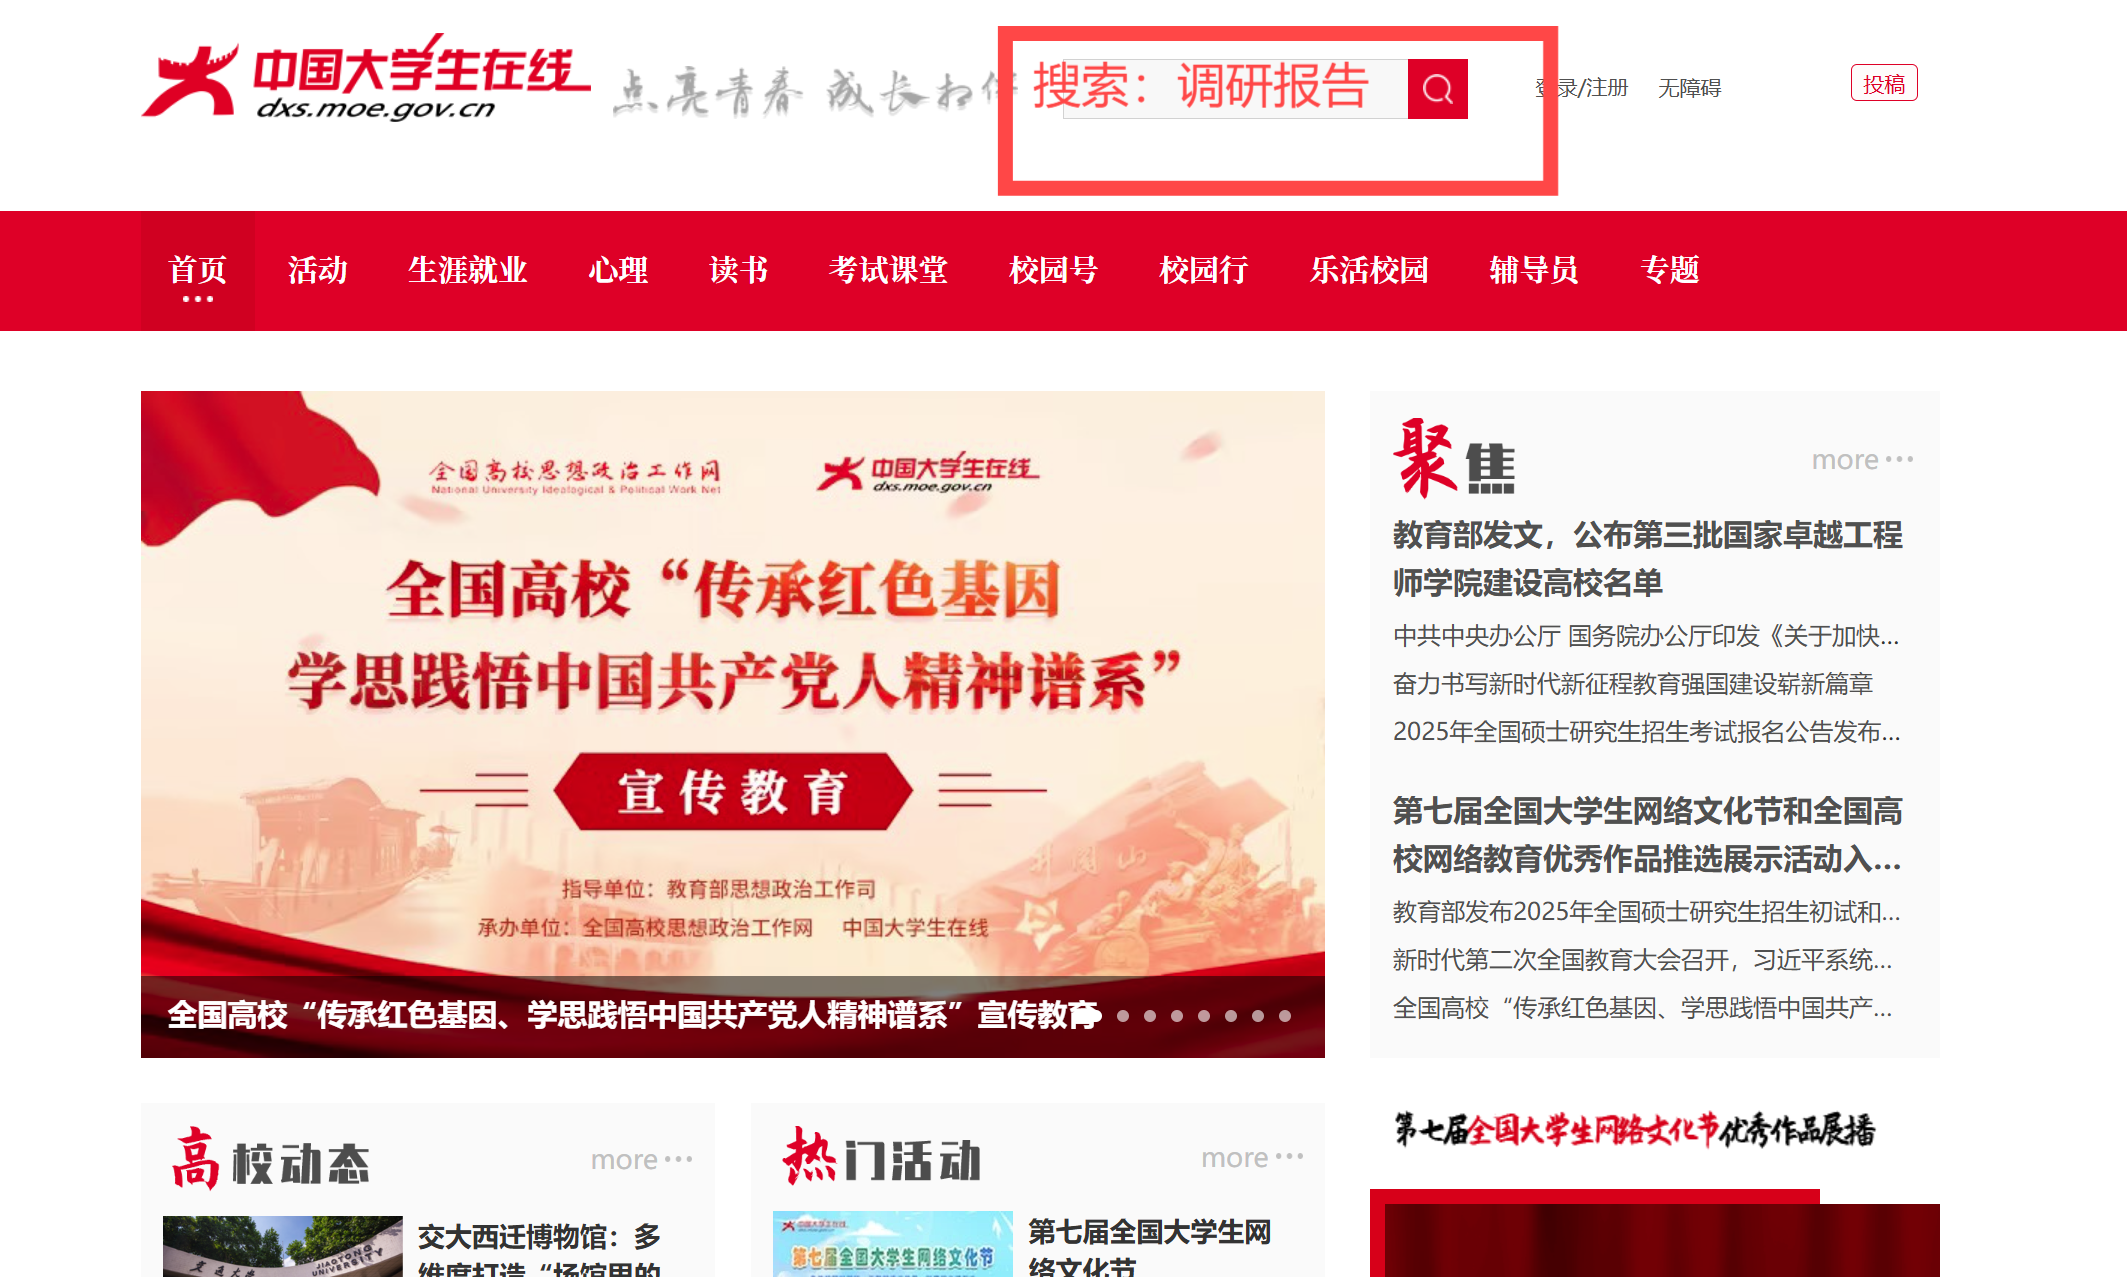 中国大学生在线
dxs.moe.gov.cn
点亮青春 成长相伴
搜索：调研报告
登录/注册 无障碍
投稿
首页 活动 生涯就业 心理 读书 考试课堂 校园号 校园行 乐活校园 辅导员 专题
全国高校思想政治工作网
National University Ideological & Political Work Net
中国大学生在线
dxs.moe.gov.cn
全国高校“传承红色基因
学思践悟中国共产党人精神谱系”
宣传教育
井冈山
指导单位：教育部思想政治工作司
承办单位：全国高校思想政治工作网 中国大学生在线
全国高校“传承红色基因、学思践悟中国共产党人精神谱系”宣传教育
聚焦
more
教育部发文，公布第三批国家卓越工程
师学院建设高校名单
中共中央办公厅 国务院办公厅印发《关于加快...
奋力书写新时代新征程教育强国建设崭新篇章
2025年全国硕士研究生招生考试报名公告发布...
第七届全国大学生网络文化节和全国高
校网络教育优秀作品推选展示活动入...
教育部发布2025年全国硕士研究生招生初试和...
新时代第二次全国教育大会召开，习近平系统...
全国高校“传承红色基因、学思践悟中国共产...
高校动态
more
交大西迁博物馆：多
维度打造“场馆里的
JIAOTONG
UNIVERSITY
热门活动
more
第七届全国大学生网络文化节
第七届全国大学生网
络文化节
第七届全国大学生网络文化节优秀作品展播